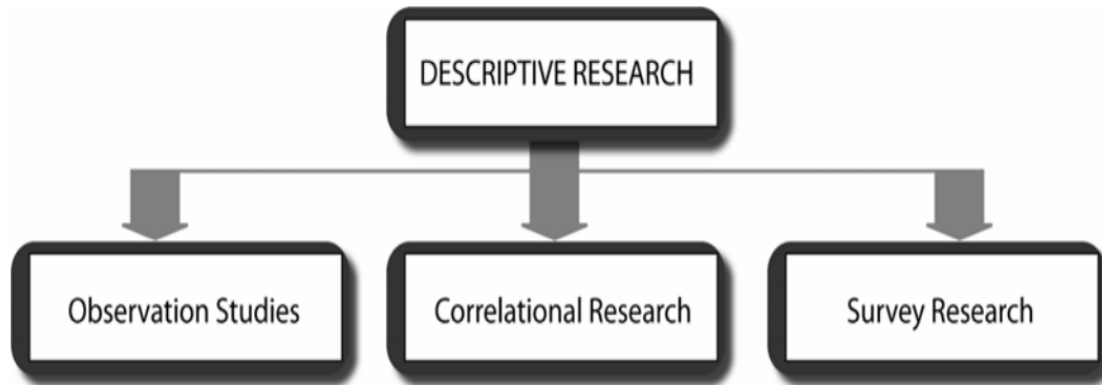 DESCRIPTIVE RESEARCH
Observation Studies
Correlational Research
Survey Research